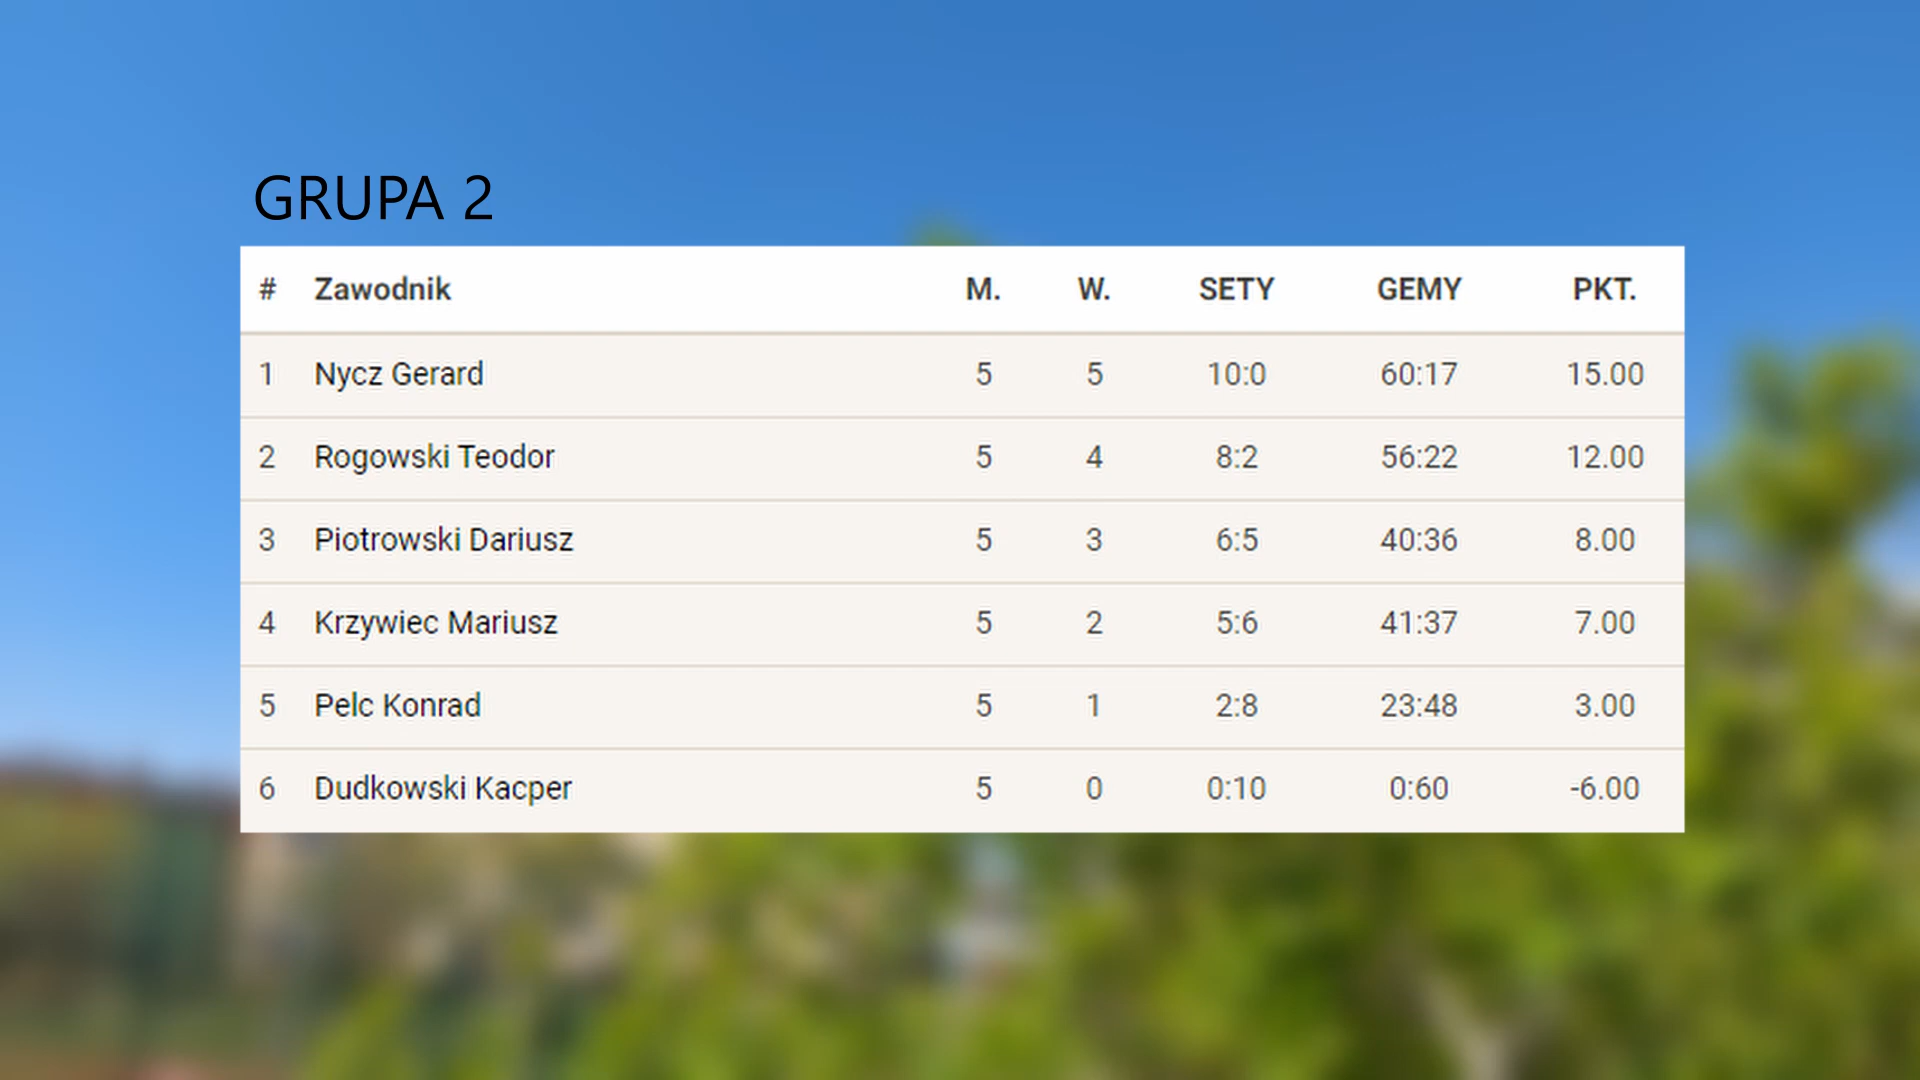 GRUPA 2
# Zawodnik M. W. SETY GEMY PKT.
1 Nycz Gerard 5 5 10:0 60:17 15.00
2 Rogowski Teodor 5 4 8:2 56:22 12.00
3 Piotrowski Dariusz 5 3 6:5 40:36 8.00
4 Krzywiec Mariusz 5 2 5:6 41:37 7.00
5 Pelc Konrad 5 1 2:8 23:48 3.00
6 Dudkowski Kacper 5 0 0:10 0:60 -6.00